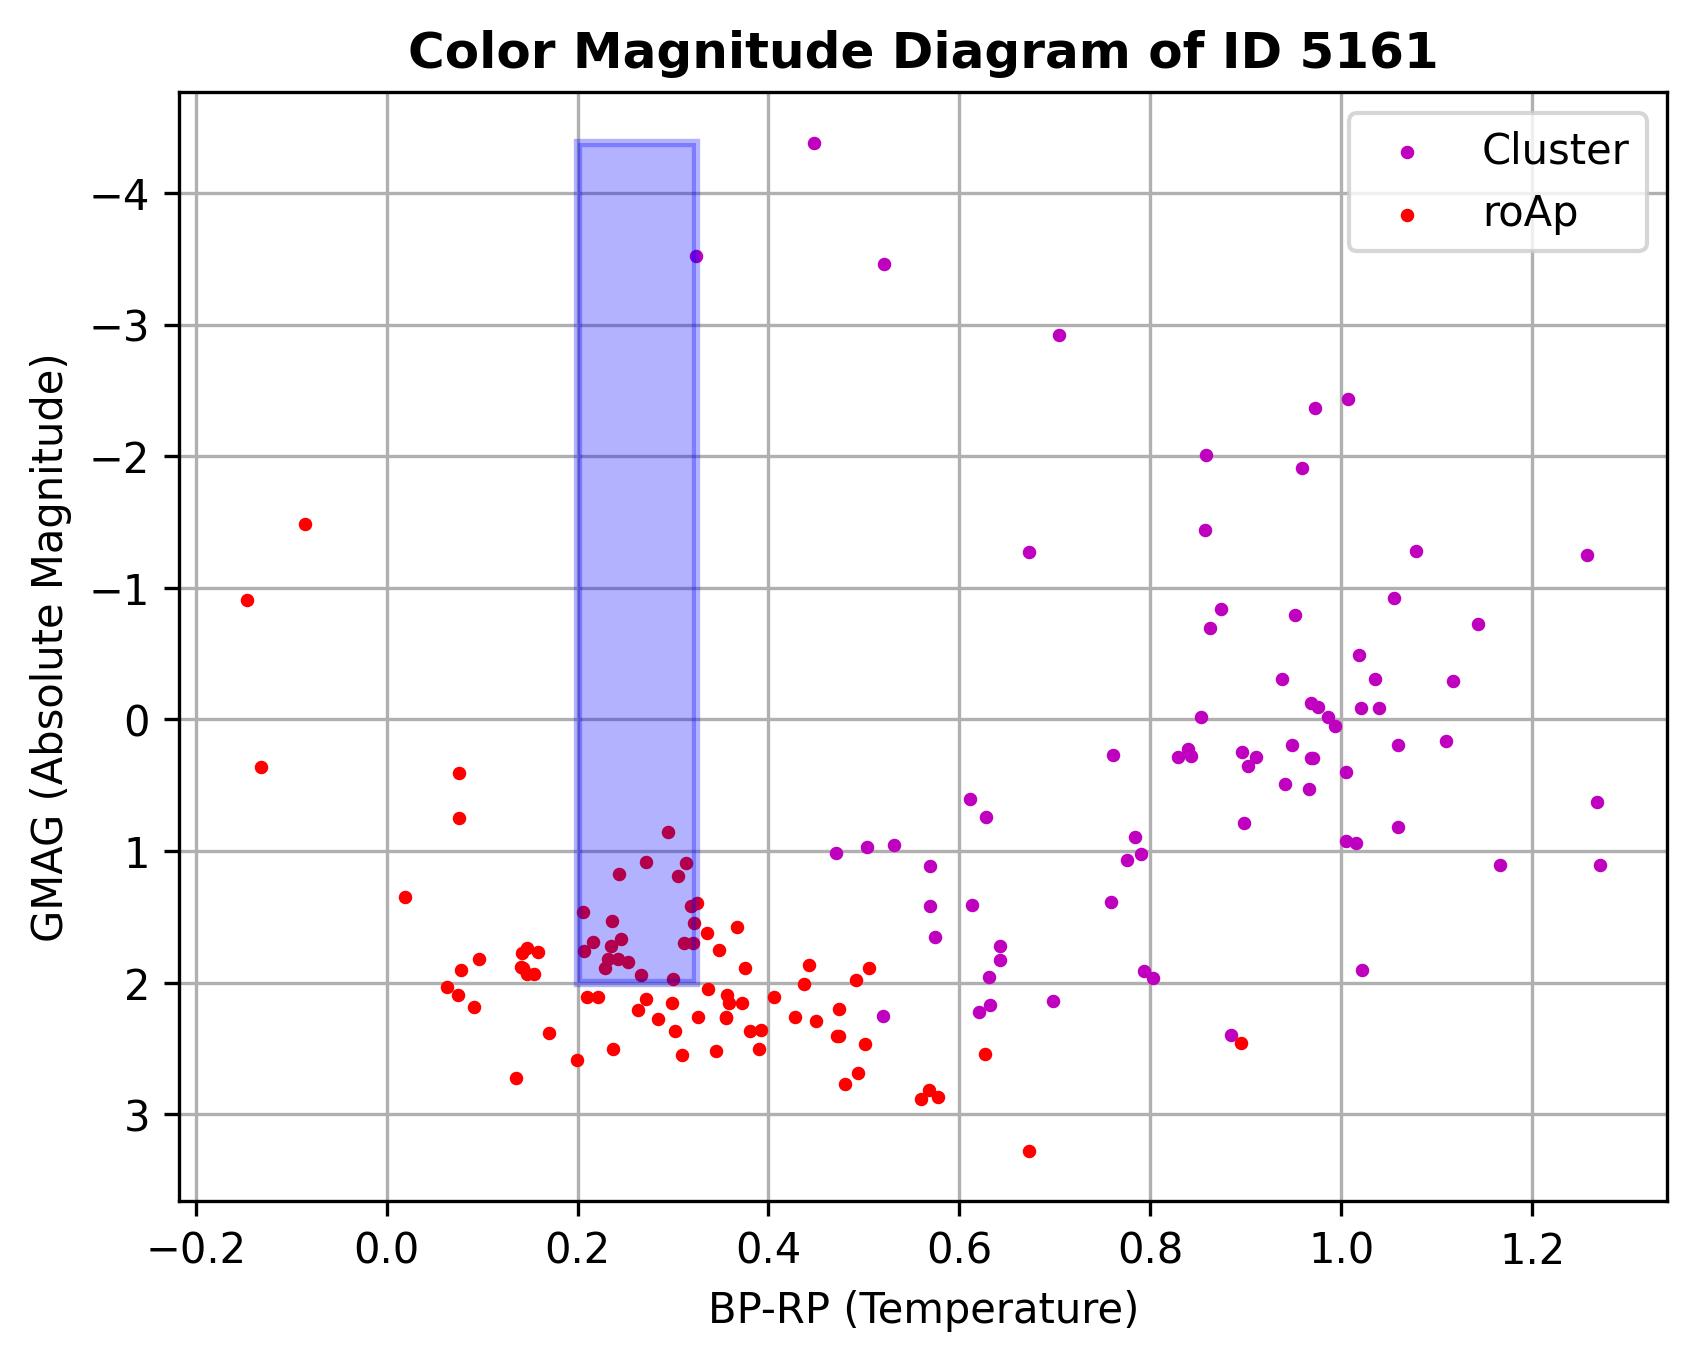 Color Magnitude Diagram of ID 5161
Cluster
roAp
GMAG (Absolute Magnitude)
−4
−3
−2
−1
0
1
2
3
−0.2 0.0 0.2 0.4 0.6 0.8 1.0 1.2
BP-RP (Temperature)